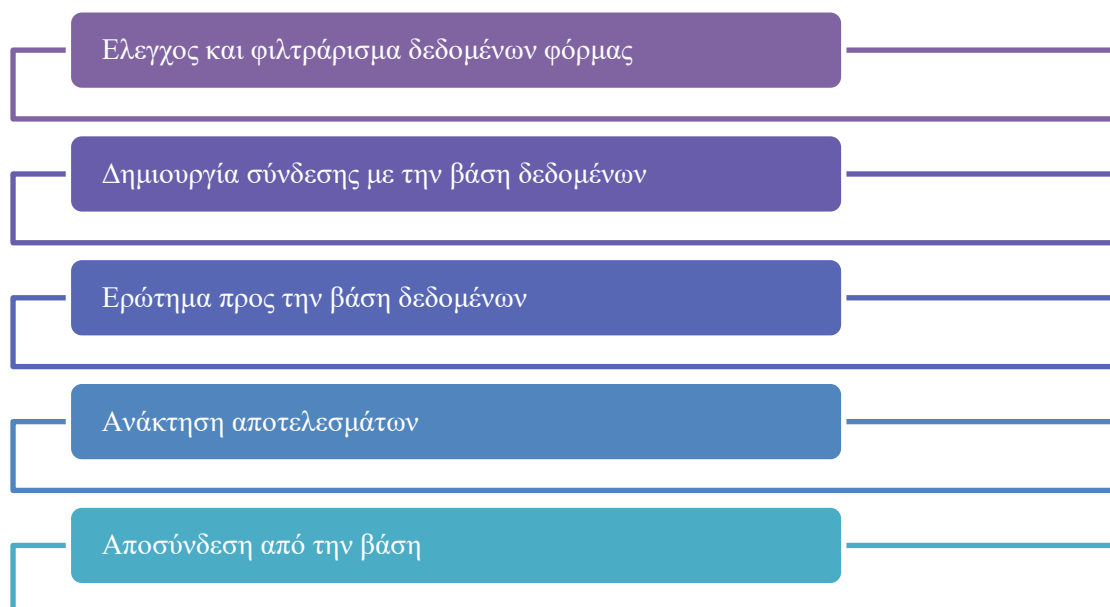 Ελεγχος και φιλτράρισμα δεδομένων φόρμας
Δημιουργία σύνδεσης με την βάση δεδομένων
Ερώτημα προς την βάση δεδομένων
Ανάκτηση αποτελεσμάτων
Αποσύνδεση από την βάση